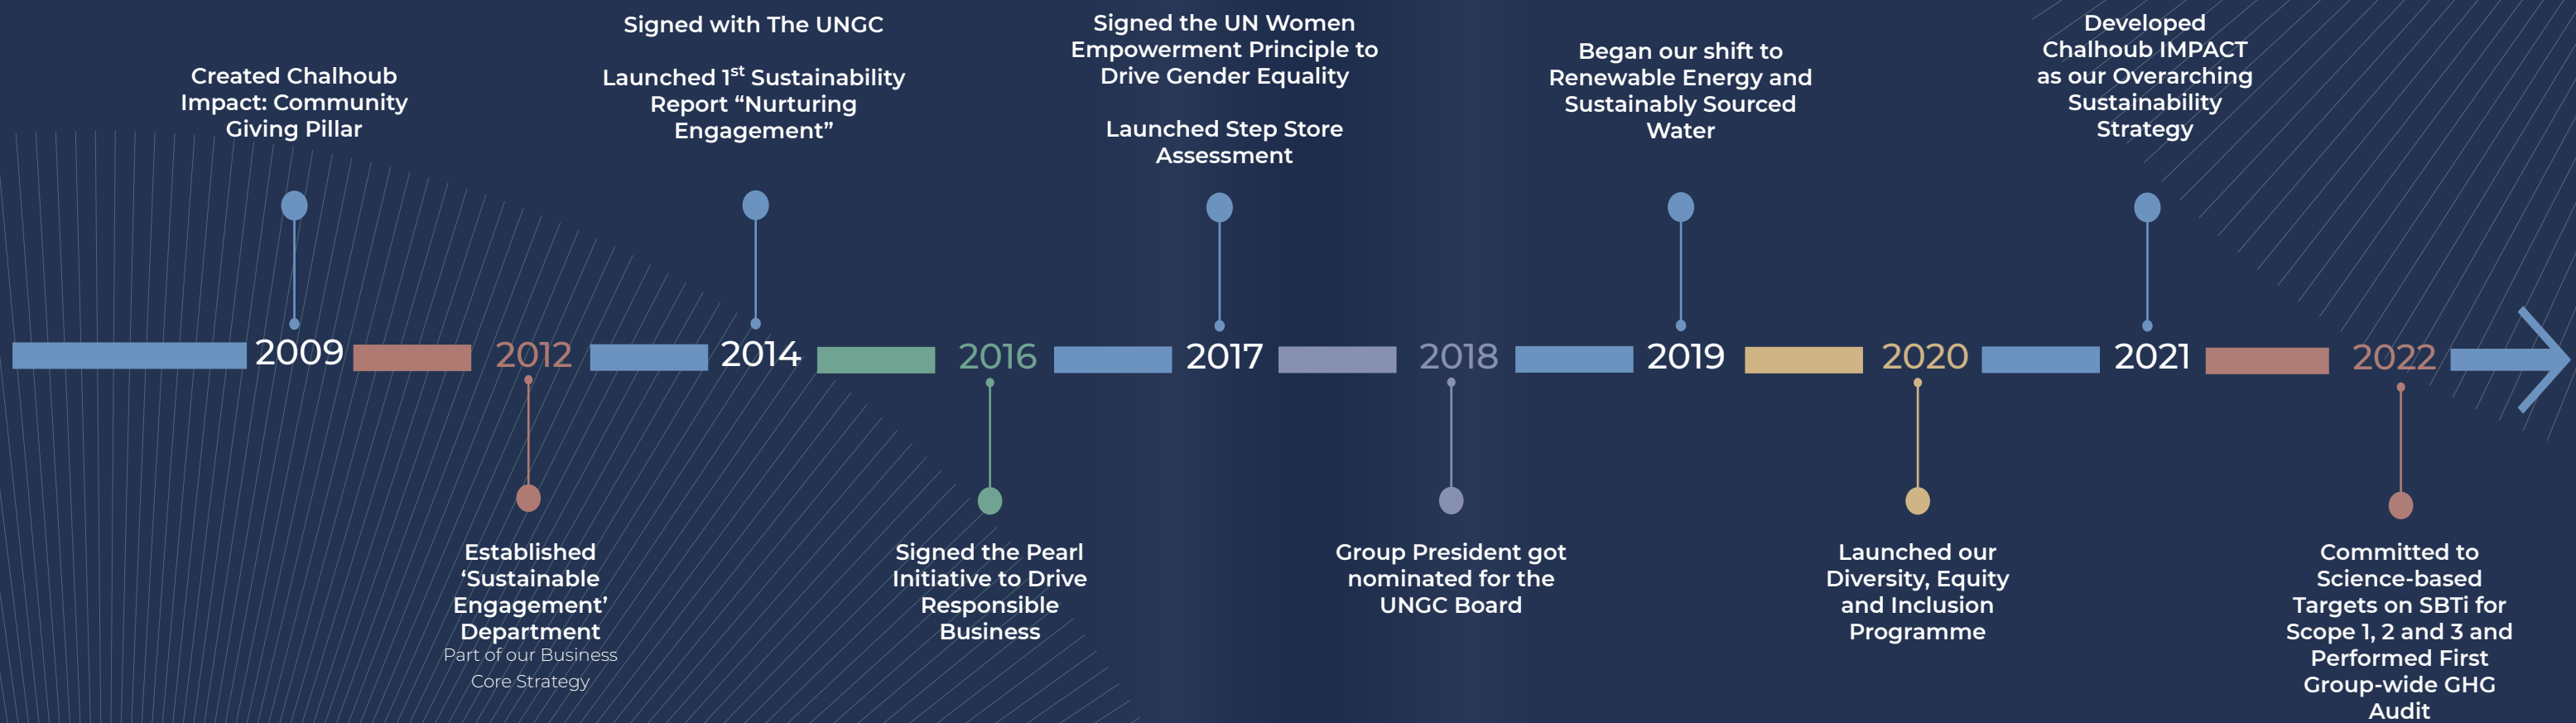 Created Chalhoub
Impact: Community
Giving Pillar
Signed with The UNGC
Launched 1st Sustainability
Report “Nurturing
Engagement”
Signed the UN Women
Empowerment Principle to
Drive Gender Equality
Launched Step Store
Assessment
Began our shift to
Renewable Energy and
Sustainably Sourced
Water
Developed
Chalhoub IMPACT
as our Overarching
Sustainability
Strategy
2009 2012 2014 2016 2017 2018 2019 2020 2021 2022
Established
‘Sustainable
Engagement’
Department
Part of our Business
Core Strategy
Signed the Pearl
Initiative to Drive
Responsible
Business
Group President got
nominated for the
UNGC Board
Launched our
Diversity, Equity
and Inclusion
Programme
Committed to
Science-based
Targets on SBTi for
Scope 1, 2 and 3 and
Performed First
Group-wide GHG
Audit